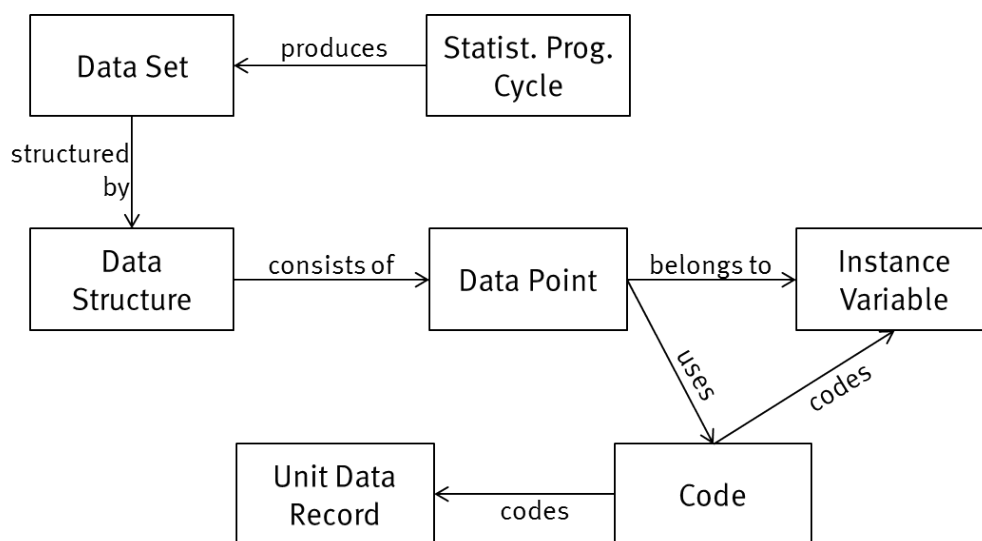 Data Set
produces
Statist. Prog.
Cycle
structured
by
Data
Structure
consists of
Data Point
belongs to
Instance
Variable
uses
codes
Unit Data
Record
codes
Code